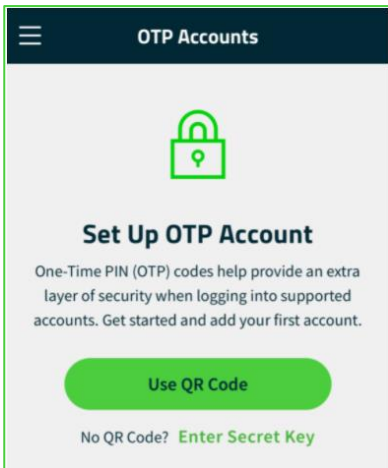 OTP Accounts
Set Up OTP Account
One-Time PIN (OTP) codes help provide an extra
layer of security when logging into supported
accounts. Get started and add your first account.
Use QR Code
No QR Code? Enter Secret Key